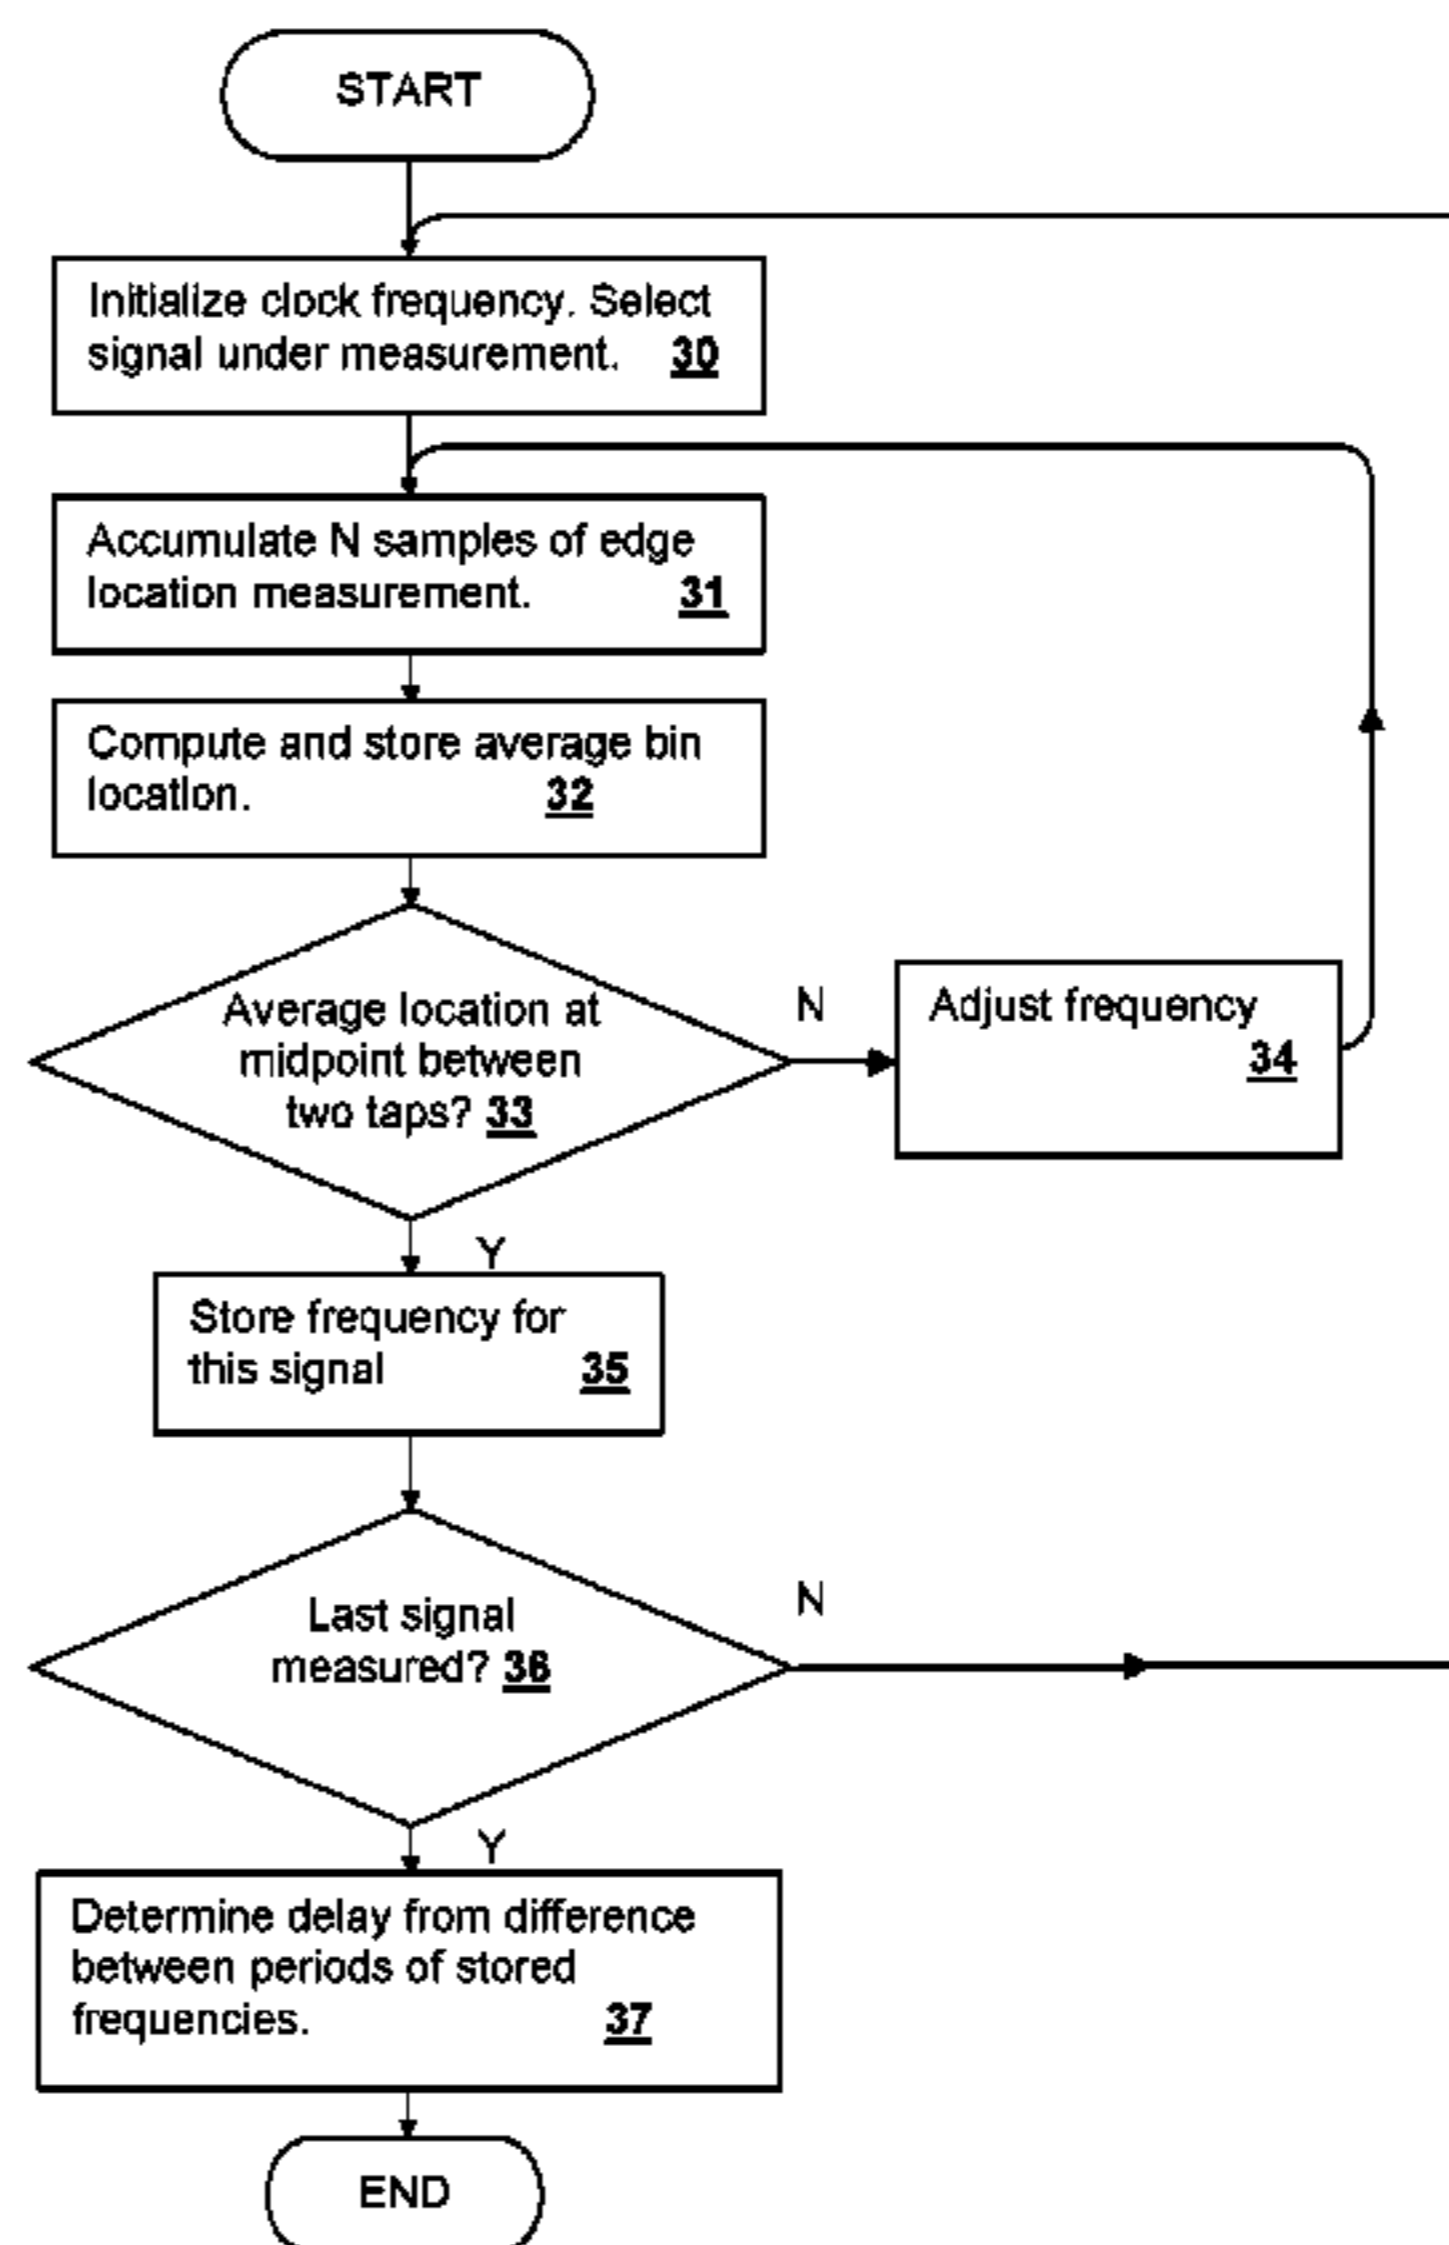 START
Initialize clock frequency. Select
signal under measurement. 30
Accumulate N samples of edge
location measurement. 31
Compute and store average bin
location. 32
Average location at
midpoint between
two taps? 33
N
Adjust frequency
34
Y
Store frequency for
this signal 35
Last signal
measured? 36
N
Y
Determine delay from difference
between periods of stored
frequencies. 37
END